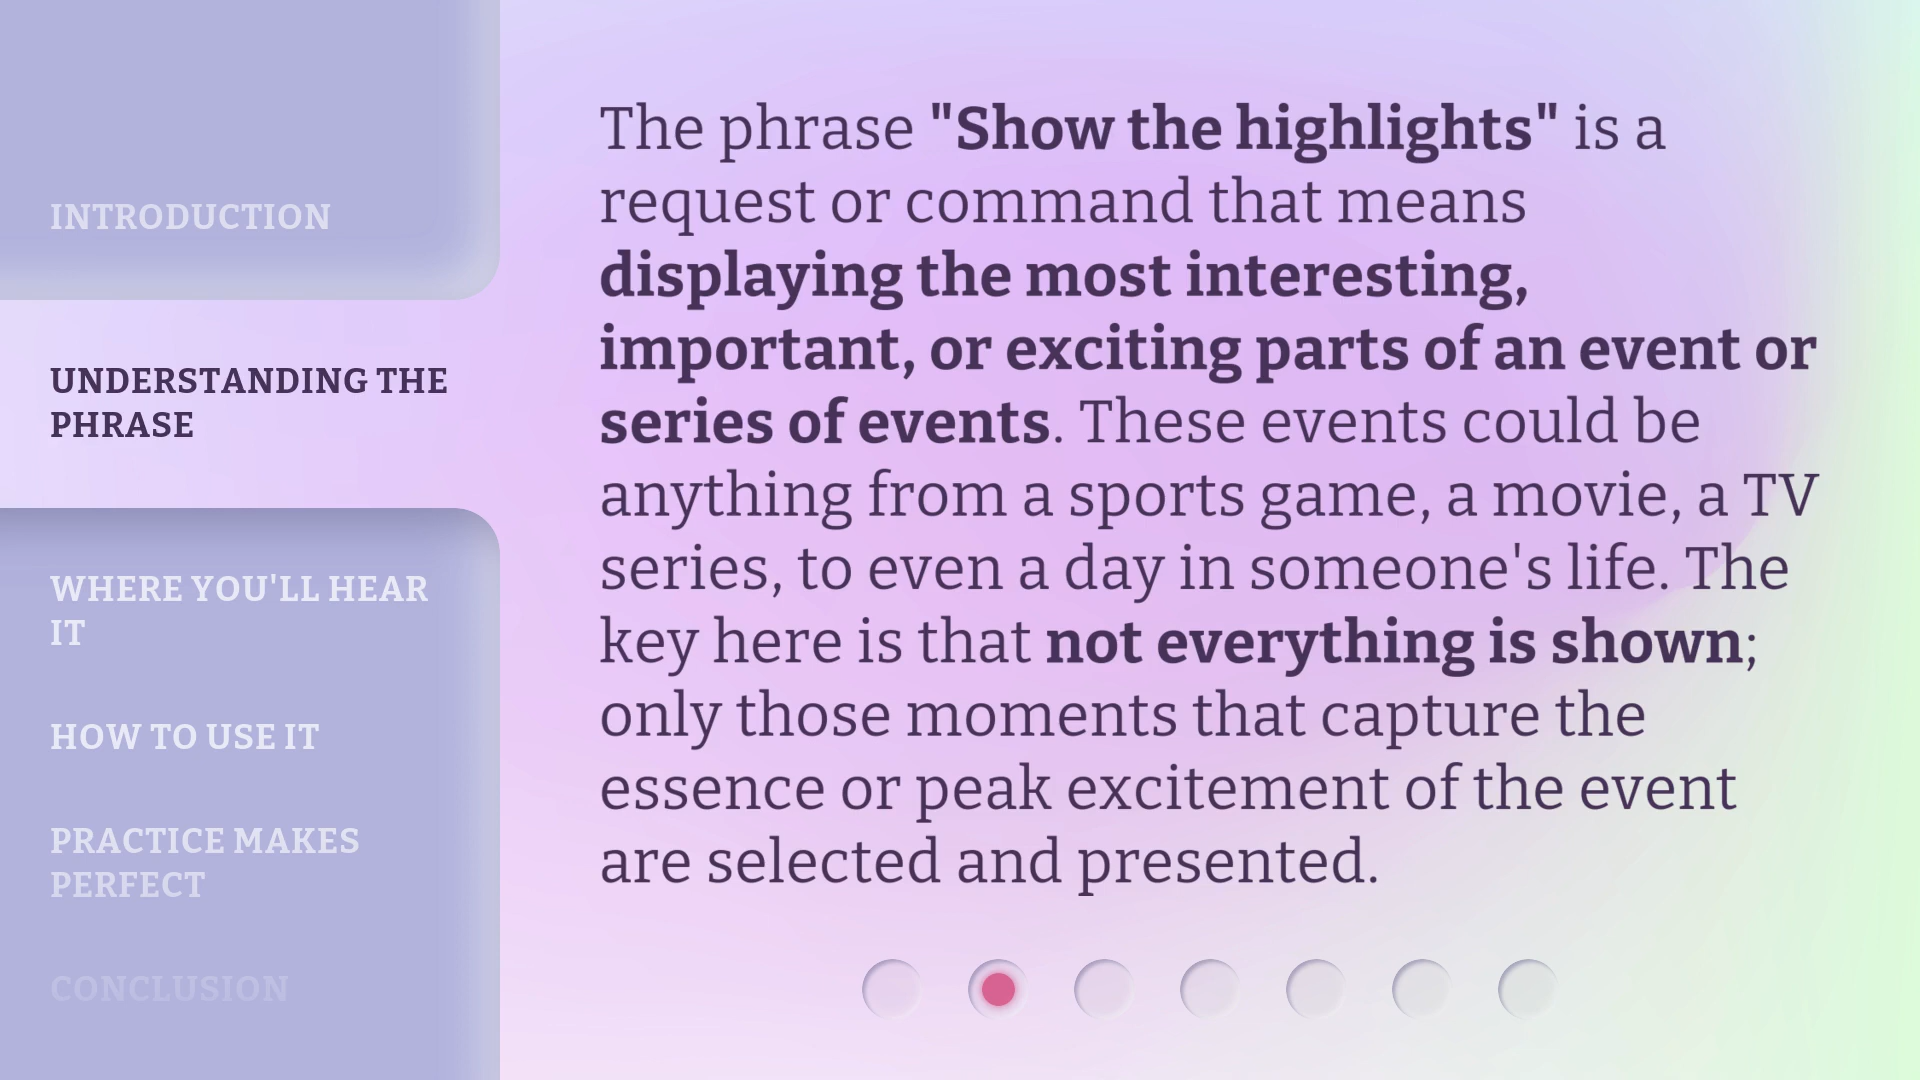 INTRODUCTION
UNDERSTANDING THE
PHRASE
WHERE YOU'LL HEAR
IT
HOW TO USE IT
PRACTICE MAKES
PERFECT
CONCLUSION
The phrase "Show the highlights" is a
request or command that means
displaying the most interesting,
important, or exciting parts of an event or
series of events. These events could be
anything from a sports game, a movie, a TV
series, to even a day in someone's life. The
key here is that not everything is shown;
only those moments that capture the
essence or peak excitement of the event
are selected and presented.